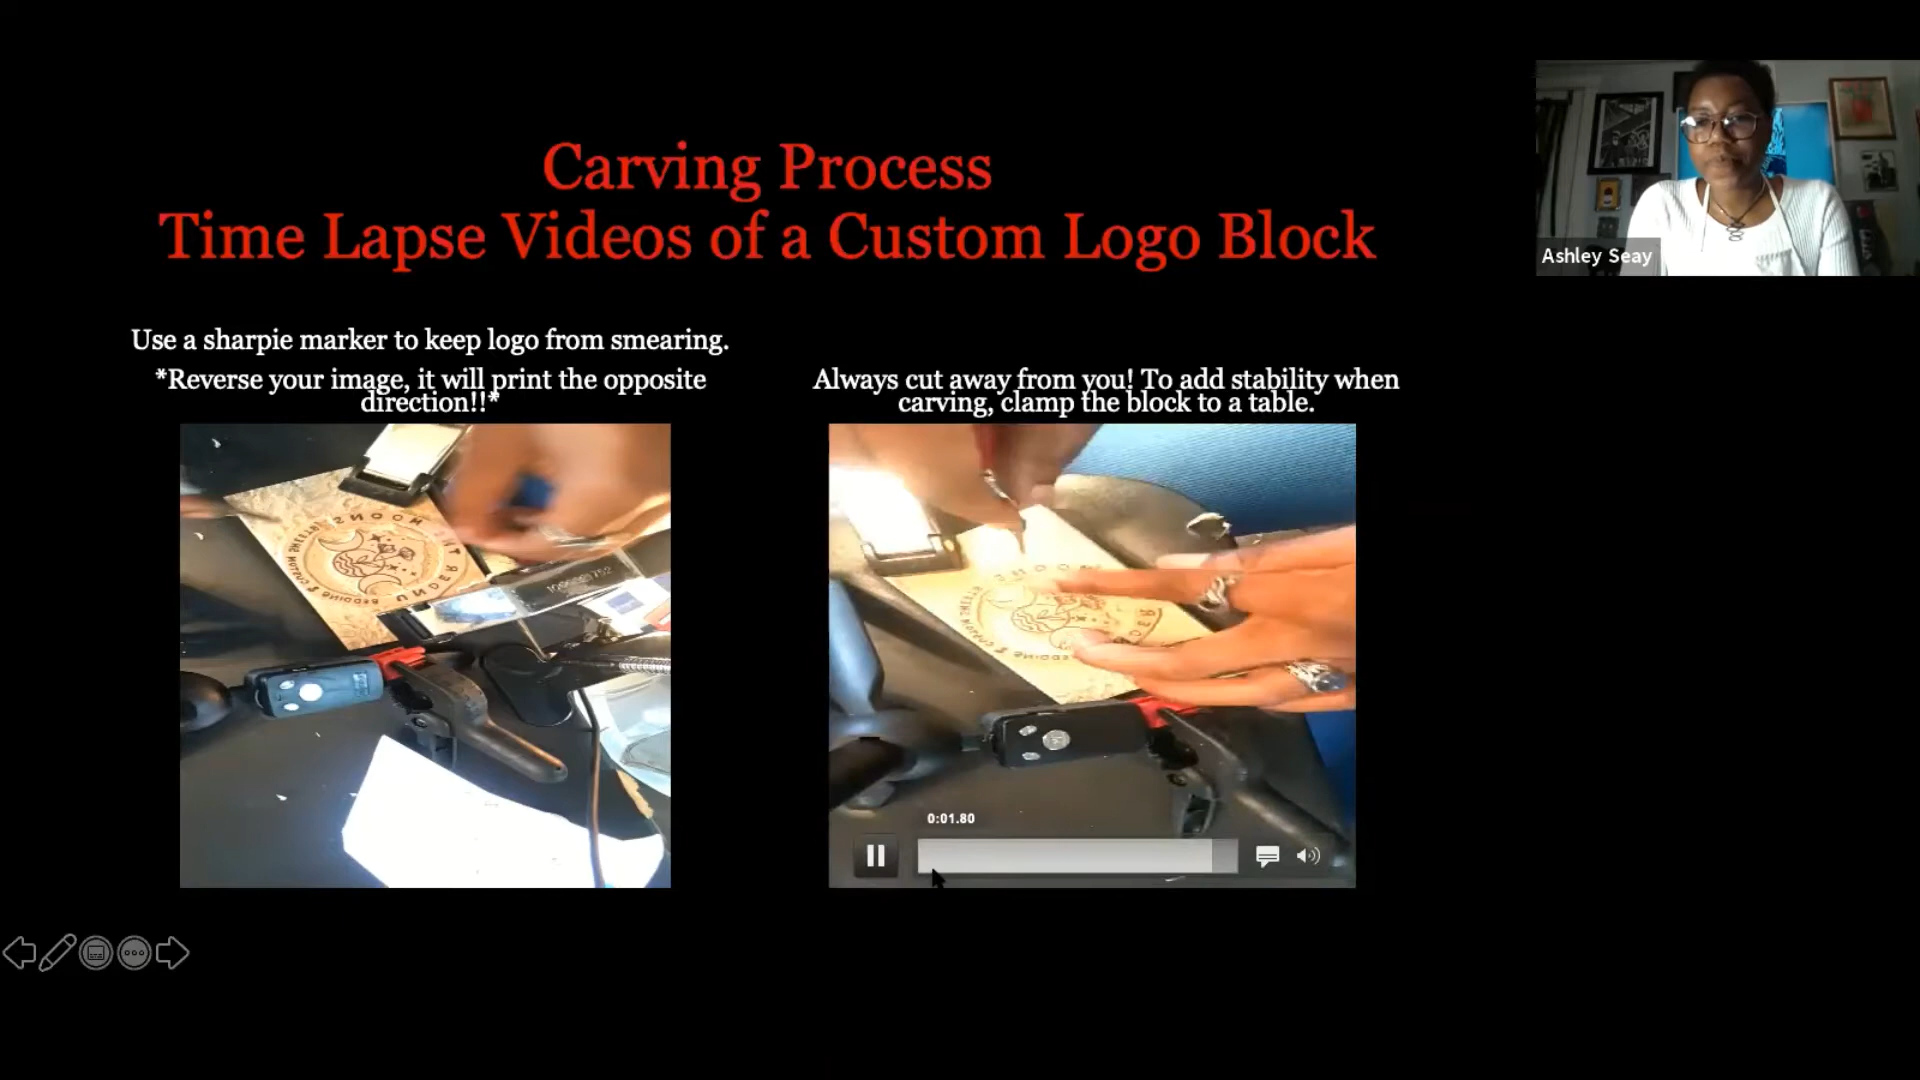 Carving Process
Time Lapse Videos of a Custom Logo Block
Ashley Seay
Use a sharpie marker to keep logo from smearing.
*Reverse your image, it will print the opposite
direction!!*
Always cut away from you! To add stability when
carving, clamp the block to a table.
0:01.80